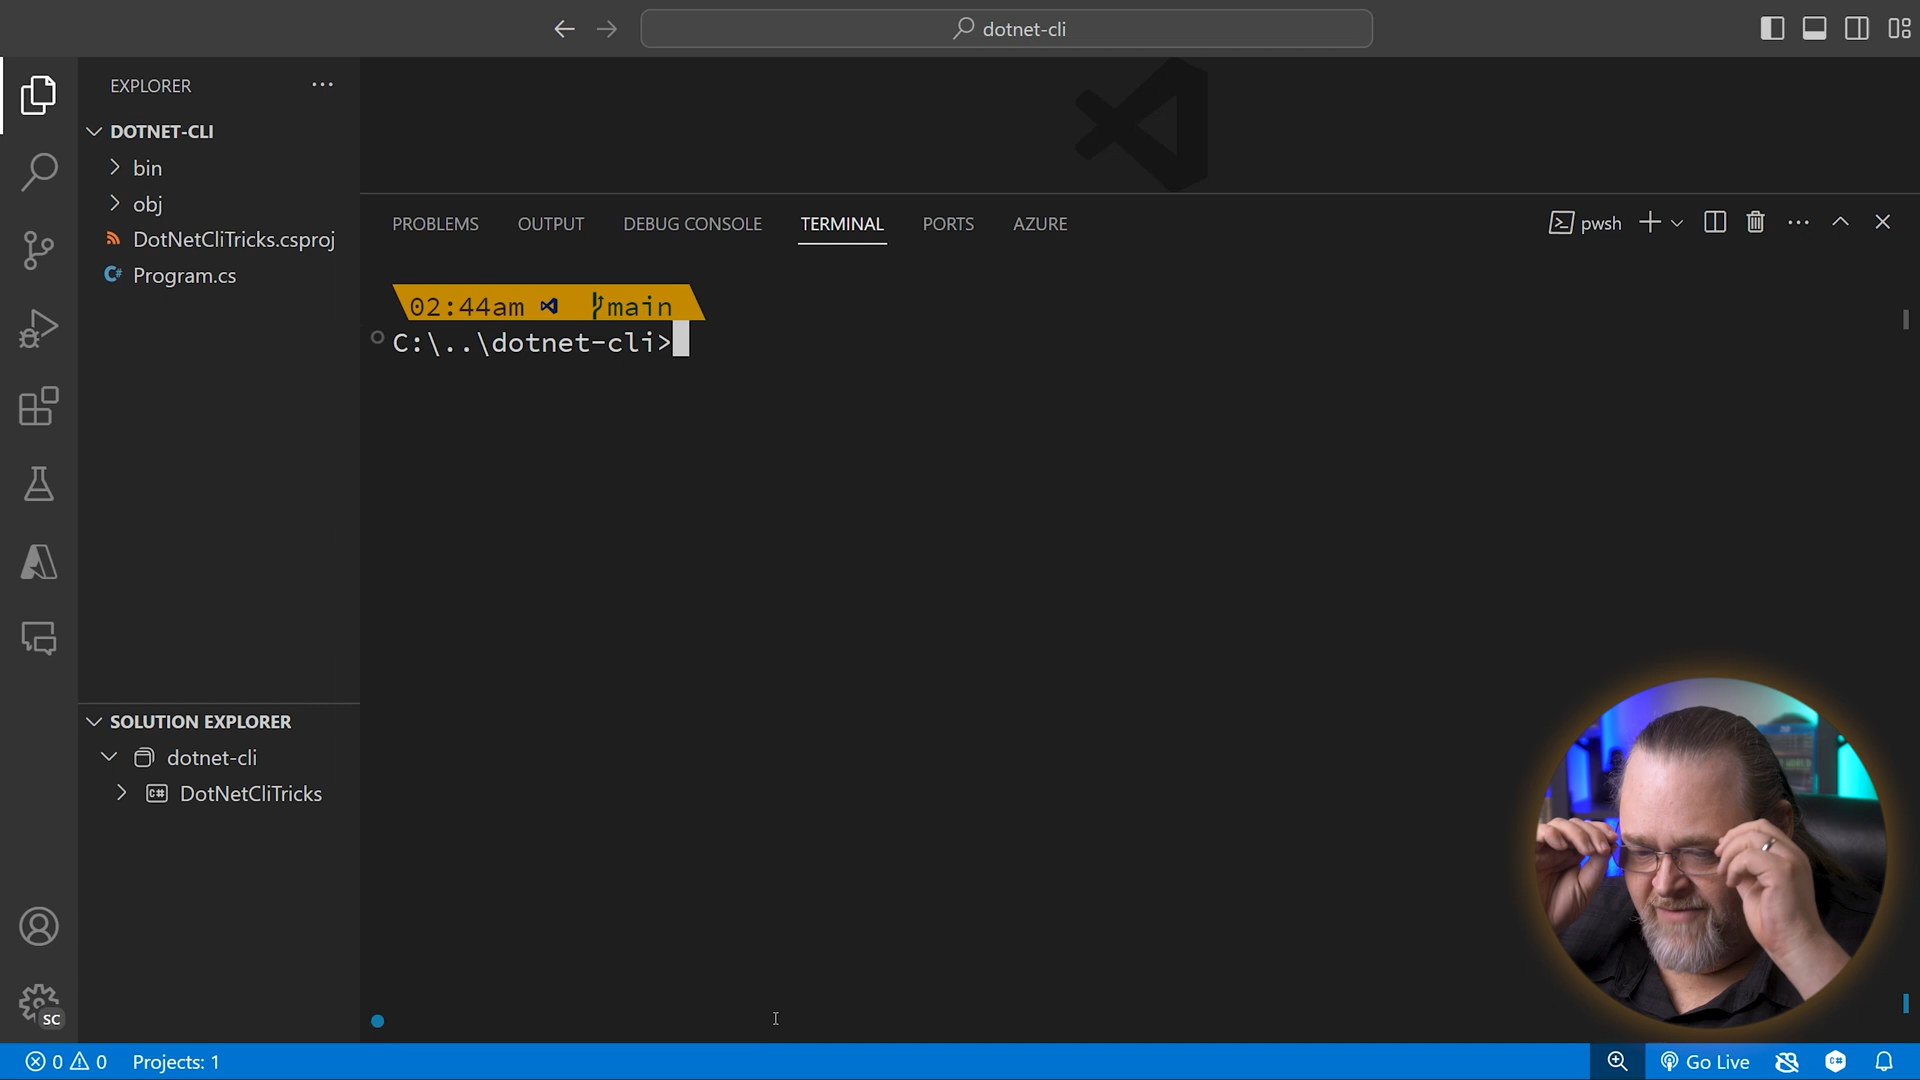 dotnet-cli
EXPLORER
DOTNET-CLI
bin
obj
DotNetCliTricks.csproj
C# Program.cs
SOLUTION EXPLORER
dotnet-cli
C# DotNetCliTricks
PROBLEMS OUTPUT DEBUG CONSOLE TERMINAL PORTS AZURE
pwsh
02:44am main
C:\..\dotnet-cli>
SC
0 0 Projects: 1
Go Live
C#